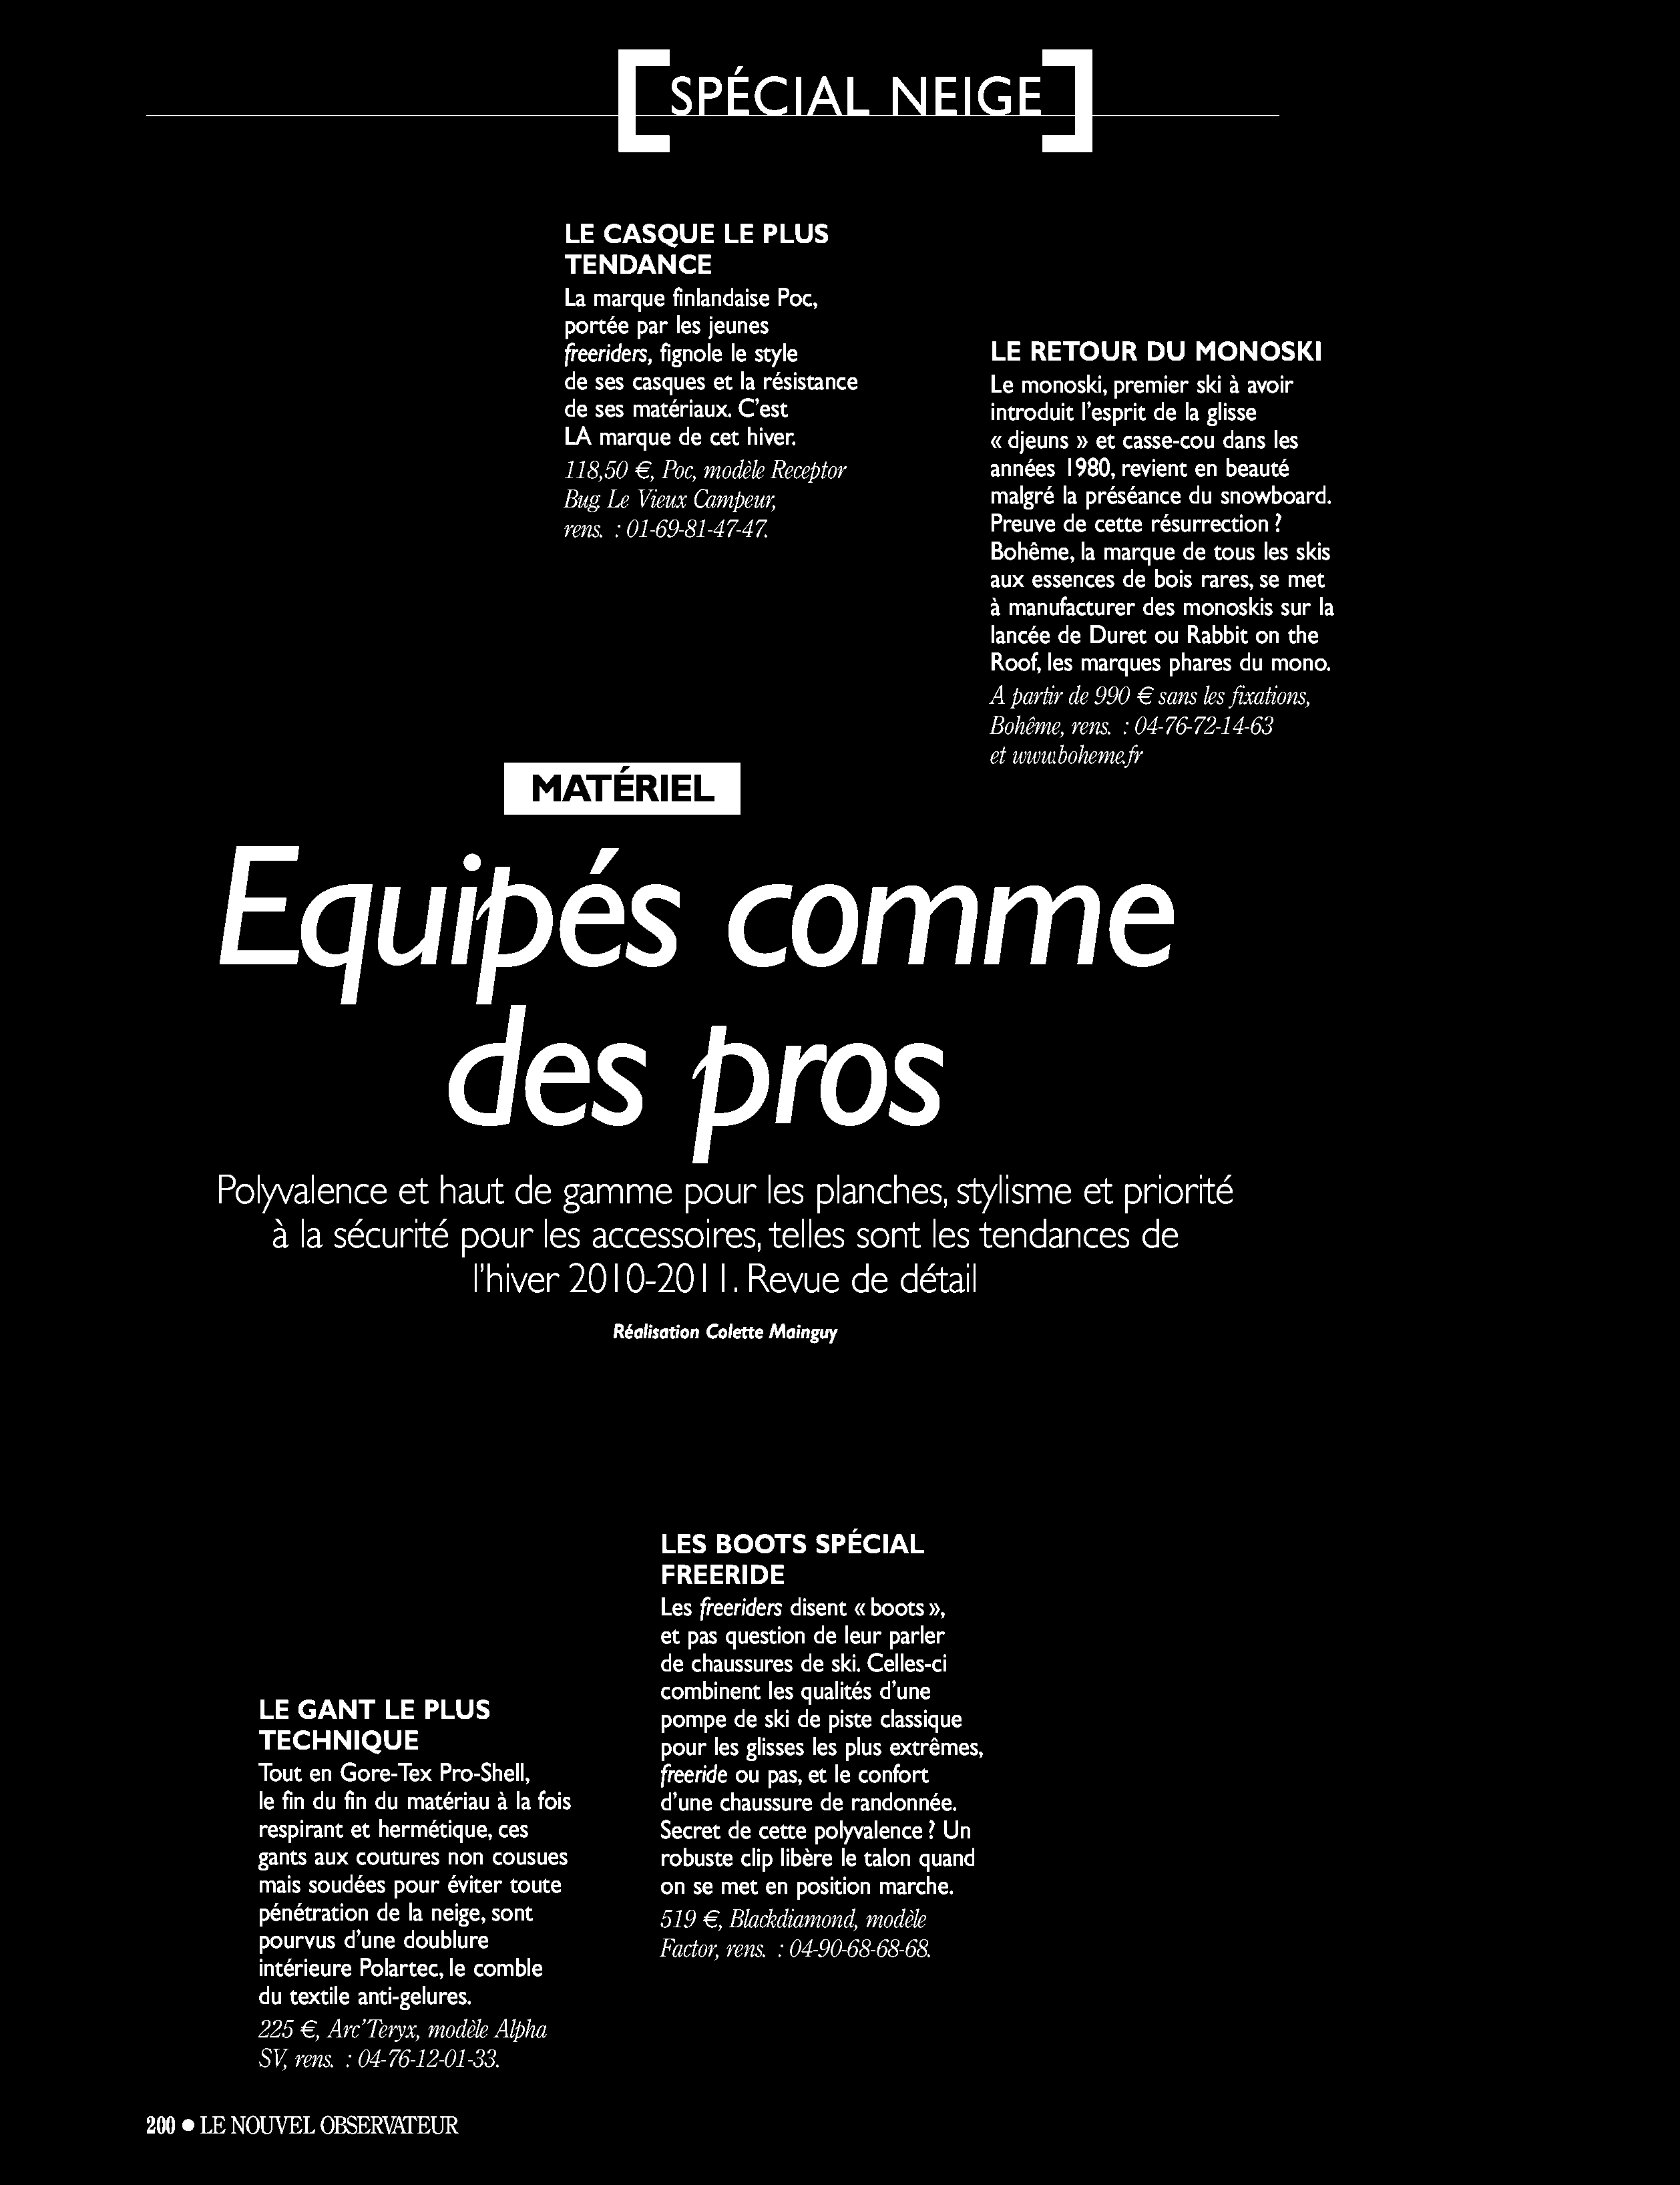 SPÉCIAL NEIGE
LE CASQUE LE PLUS
TENDANCE
La marque finlandaise Poc,
portée par les jeunes
freeriders, fignole le style
de ses casques et la résistance
de ses matériaux. C'est
LA marque de cet hiver.
118,50 €, Poc, modèle Receptor
Bug Le Vieux Campeur,
rens. : 01-69-81-47-47.
LE RETOUR DU MONOSKI
Le monoski, premier ski à avoir
introduit l'esprit de la glisse
« djeuns » et casse-cou dans les
années 1980, revient en beauté
malgré la préséance du snowboard.
Preuve de cette résurrection ?
Bohême, la marque de tous les skis
aux essences de bois rares, se met
à manufacturer des monoskis sur la
lancée de Duret ou Rabbit on the
Roof, les marques phares du mono.
A partir de 990 € sans les fixations,
Bohême, rens. : 04-76-72-14-63
et www.boheme.fr
MATÉRIEL
Equipés comme
des pros
Polyvalence et haut de gamme pour les planches, stylisme et priorité
à la sécurité pour les accessoires, telles sont les tendances de
l'hiver 2010-2011. Revue de détail
Réalisation Colette Mainguy
LES BOOTS SPÉCIAL
FREERIDE
Les freeriders disent « boots »,
et pas question de leur parler
de chaussures de ski. Celles-ci
combinent les qualités d'une
pompe de ski de piste classique
pour les glisses les plus extrêmes,
freeride ou pas, et le confort
d'une chaussure de randonnée.
Secret de cette polyvalence ? Un
robuste clip libère le talon quand
on se met en position marche.
519 €, Blackdiamond, modèle
Factor, rens. : 04-90-68-68-68.
LE GANT LE PLUS
TECHNIQUE
Tout en Gore-Tex Pro-Shell,
le fin du fin du matériau à la fois
respirant et hermétique, ces
gants aux coutures non cousues
mais soudées pour éviter toute
pénétration de la neige, sont
pourvus d'une doublure
intérieure Polartec, le comble
du textile anti-gelures.
225 €, Arc'Teryx, modèle Alpha
SV, rens. : 04-76-12-01-33.
200 • LE NOUVEL OBSERVATEUR